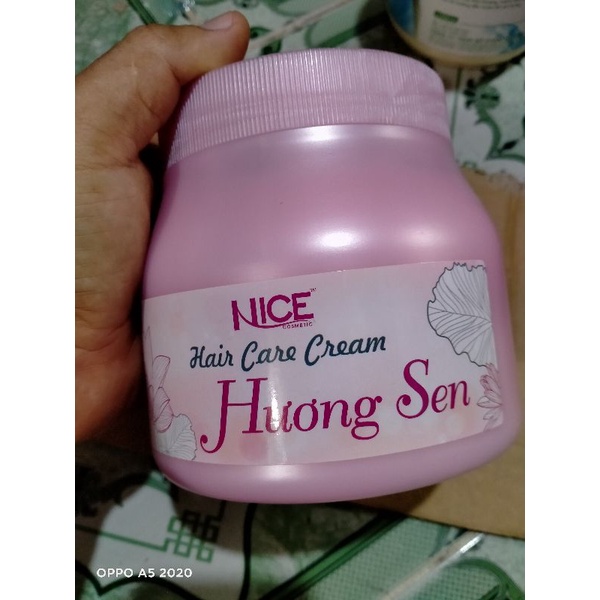 NICE
COSMETIC
Hair Care Cream
Hương Sen
OPPO A5 2020